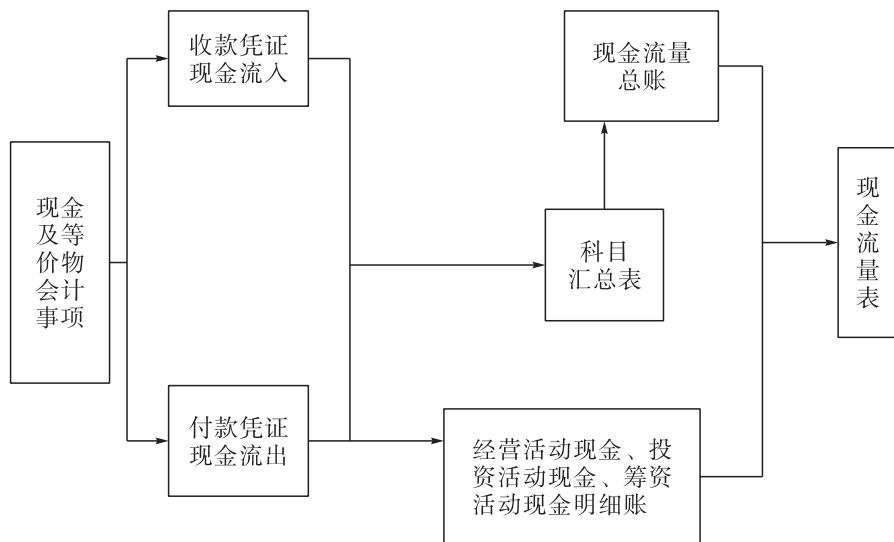 收款凭证
现金流入
现金流量
总账
现金
及等
价物
会计
事项
科目
汇总表
现
金
流
量
表
付款凭证
现金流出
经营活动现金、投
资活动现金、筹资
活动现金明细账